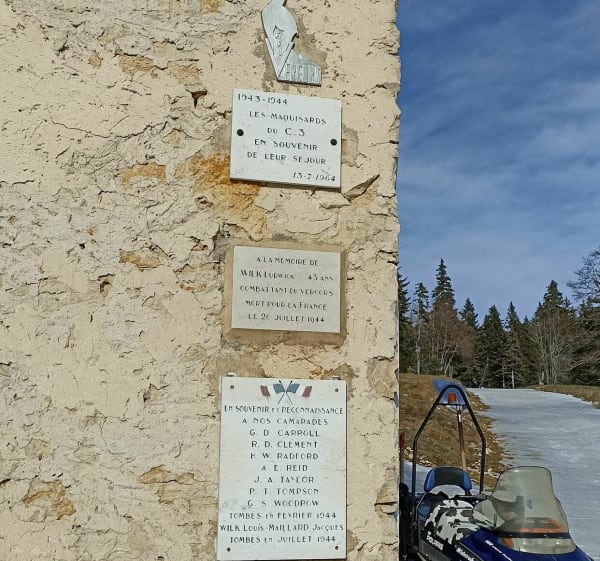 1943-1944
LES MAQUISARDS
DU C.3
EN SOUVENIR
DE LEUR SÉJOUR
13-7-1964
A LA MEMOIRE DE
WILK LUDWICK 43 ANS
COMBATTANT DU VERCORS
MORT POUR LA FRANCE
LE 20 JUILLET 1944
EN SOUVENIR ET RECONNAISSANCE
A NOS CAMARADES
G. D. CARROLL
R. D. CLEMENT
H. W. RADFORD
A. E. REID
J. A. TAYLOR
P. T. TOMPSON
G. S. WOODROW
TOMBES EN FEVRIER 1944
WILK LOUIS-MAILLARD JACQUES
TOMBES EN JUILLET 1944